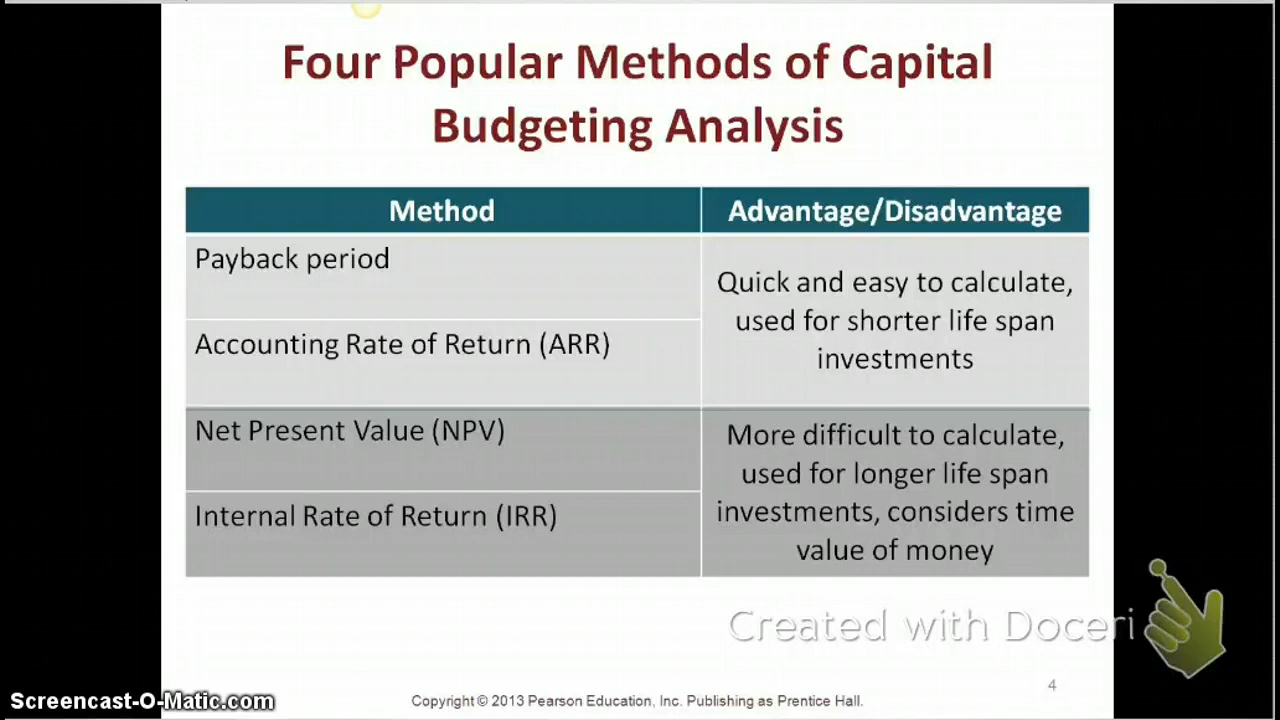 Four Popular Methods of Capital
Budgeting Analysis
Method
Advantage/Disadvantage
Payback period
Quick and easy to calculate,
used for shorter life span
investments
Accounting Rate of Return (ARR)
Net Present Value (NPV)
More difficult to calculate,
used for longer life span
investments, considers time
value of money
Internal Rate of Return (IRR)
Created with Doceri
4
Screencast-O-Matic.com
Copyright © 2013 Pearson Education, Inc. Publishing as Prentice Hall.